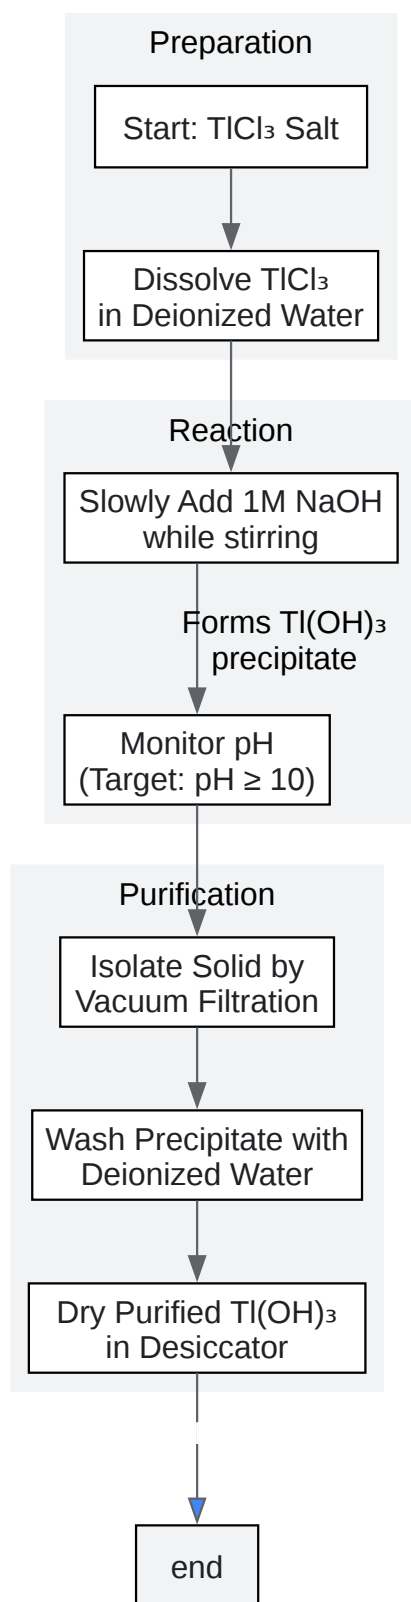 Preparation
Start: TlCl₃ Salt
Dissolve TlCl₃
in Deionized Water
Reaction
Slowly Add 1M NaOH
while stirring
Forms Tl(OH)₃
precipitate
Monitor pH
(Target: pH ≥ 10)
Purification
Isolate Solid by
Vacuum Filtration
Wash Precipitate with
Deionized Water
Dry Purified Tl(OH)₃
in Desiccator
end